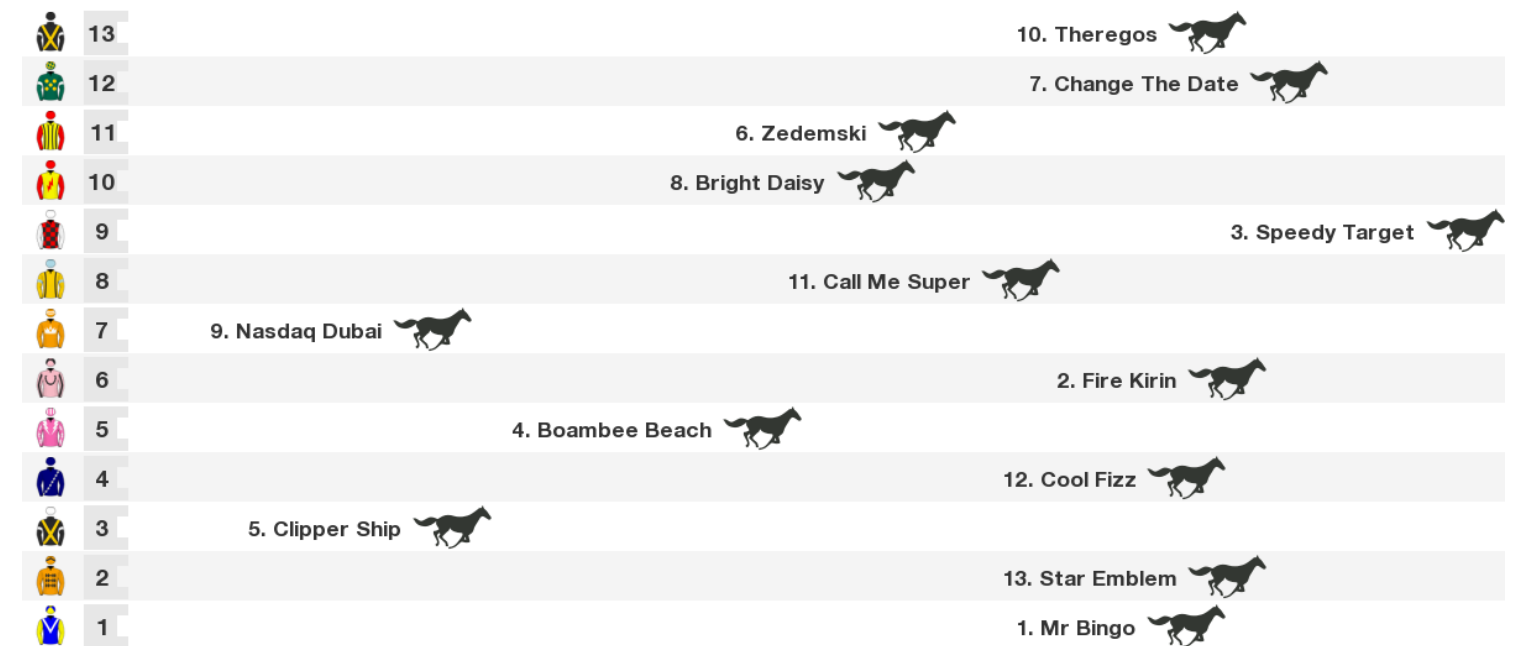 13 10. Theregos
12 7. Change The Date
11 6. Zedemski
10 8. Bright Daisy
9 3. Speedy Target
8 11. Call Me Super
7 9. Nasdaq Dubai
6 2. Fire Kirin
5 4. Boambee Beach
4 12. Cool Fizz
3 5. Clipper Ship
2 13. Star Emblem
1 1. Mr Bingo